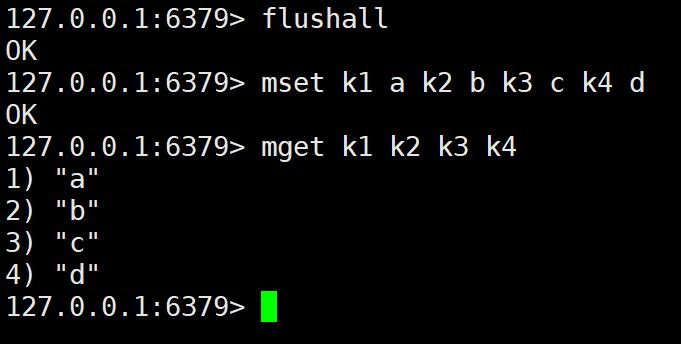 127.0.0.1:6379> flushall
OK
127.0.0.1:6379> mset k1 a k2 b k3 c k4 d
OK
127.0.0.1:6379> mget k1 k2 k3 k4
1) "a"
2) "b"
3) "c"
4) "d"
127.0.0.1:6379>